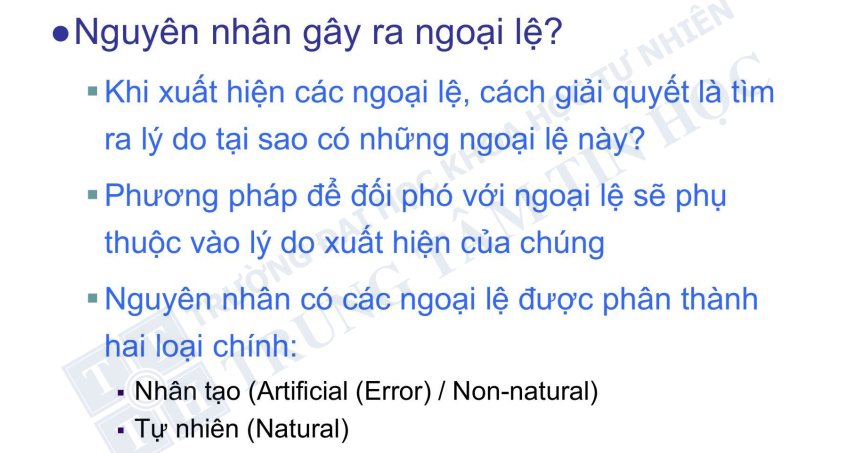 ●Nguyên nhân gây ra ngoại lệ?
▪Khi xuất hiện các ngoại lệ, cách giải quyết là tìm
ra lý do tại sao có những ngoại lệ này?
▪Phương pháp để đối phó với ngoại lệ sẽ phụ
thuộc vào lý do xuất hiện của chúng
▪Nguyên nhân có các ngoại lệ được phân thành
hai loại chính:
▪ Nhân tạo (Artificial (Error) / Non-natural)
▪ Tự nhiên (Natural)
TRƯỜNG ĐẠI HỌC KHOA HỌC TỰ NHIÊN
TRUNG TÂM TIN HỌC